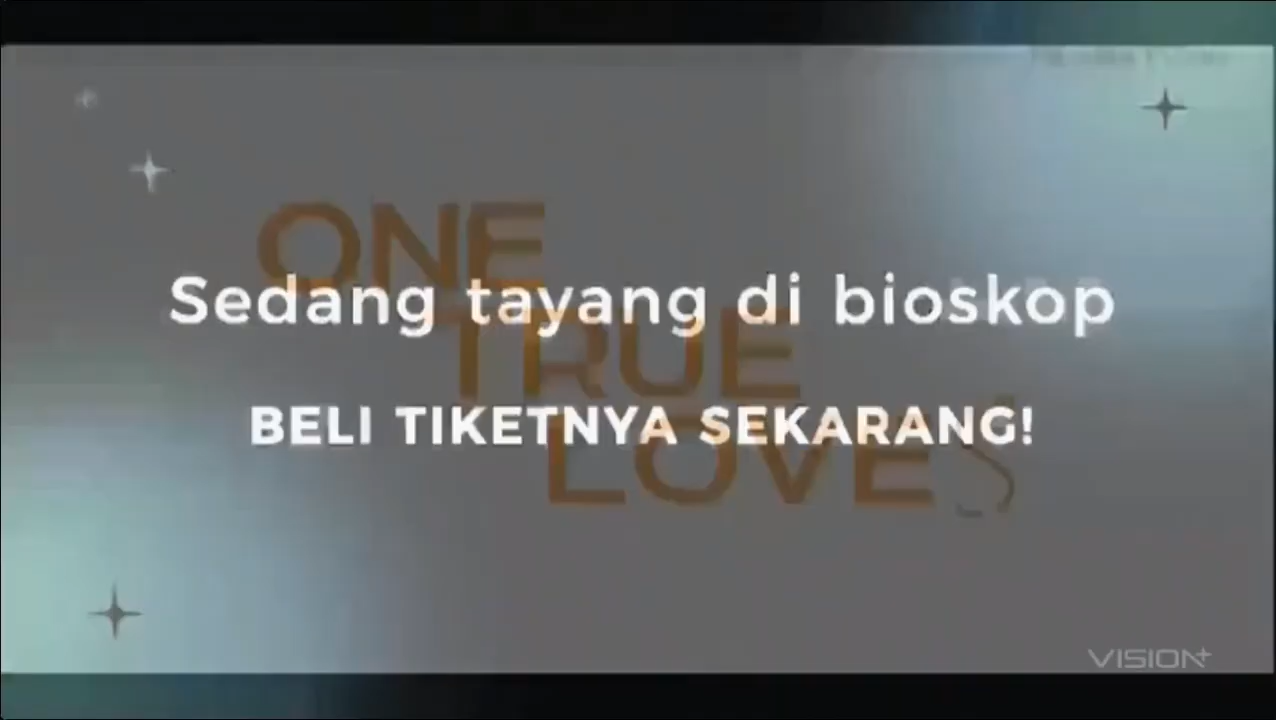 ONE
Sedang tayang di bioskop
TRUE
BELI TIKETNYA SEKARANG!
LOVES
VISION+